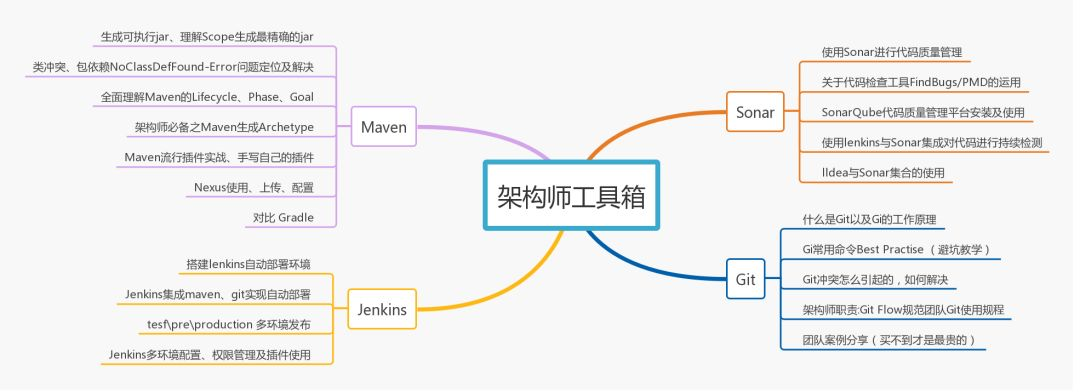 架构师工具箱
Maven
生成可执行jar、理解Scope生成最精确的jar
类冲突、包依赖NoClassDefFound-Error问题定位及解决
全面理解Maven的Lifecycle、Phase、Goal
架构师必备之Maven生成Archetype
Maven流行插件实战、手写自己的插件
Nexus使用、上传、配置
对比 Gradle
Jenkins
搭建lenkins自动部署环境
Jenkins集成maven、git实现自动部署
tesf\pre\production 多环境发布
Jenkins多环境配置、权限管理及插件使用
Sonar
使用Sonar进行代码质量管理
关于代码检查工具FindBugs/PMD的运用
SonarQube代码质量管理平台安装及使用
使用lenkins与Sonar集成对代码进行持续检测
lIdea与Sonar集合的使用
Git
什么是Git以及Gi的工作原理
Gi常用命令Best Practise （避坑教学）
Git冲突怎么引起的，如何解决
架构师职责:Git Flow规范团队Git使用规程
团队案例分享（买不到才是最贵的）